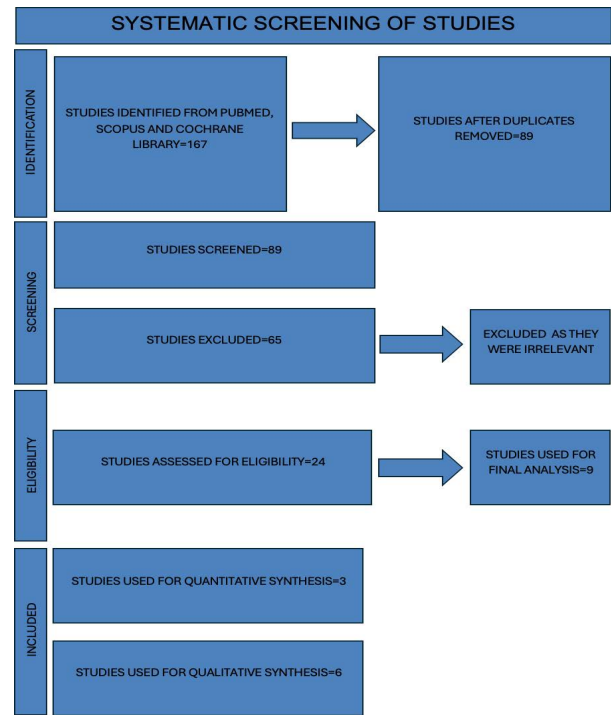 SYSTEMATIC SCREENING OF STUDIES
IDENTIFICATION
STUDIES IDENTIFIED FROM PUBMED,
SCOPUS AND COCHRANE
LIBRARY=167
STUDIES AFTER DUPLICATES
REMOVED=89
SCREENING
STUDIES SCREENED=89
STUDIES EXCLUDED=65
EXCLUDED AS THEY
WERE IRRELEVANT
ELIGIBILITY
STUDIES ASSESSED FOR ELIGIBILITY=24
STUDIES USED FOR
FINAL ANALYSIS=9
INCLUDED
STUDIES USED FOR QUANTITATIVE SYNTHESIS=3
STUDIES USED FOR QUALITATIVE SYNTHESIS=6